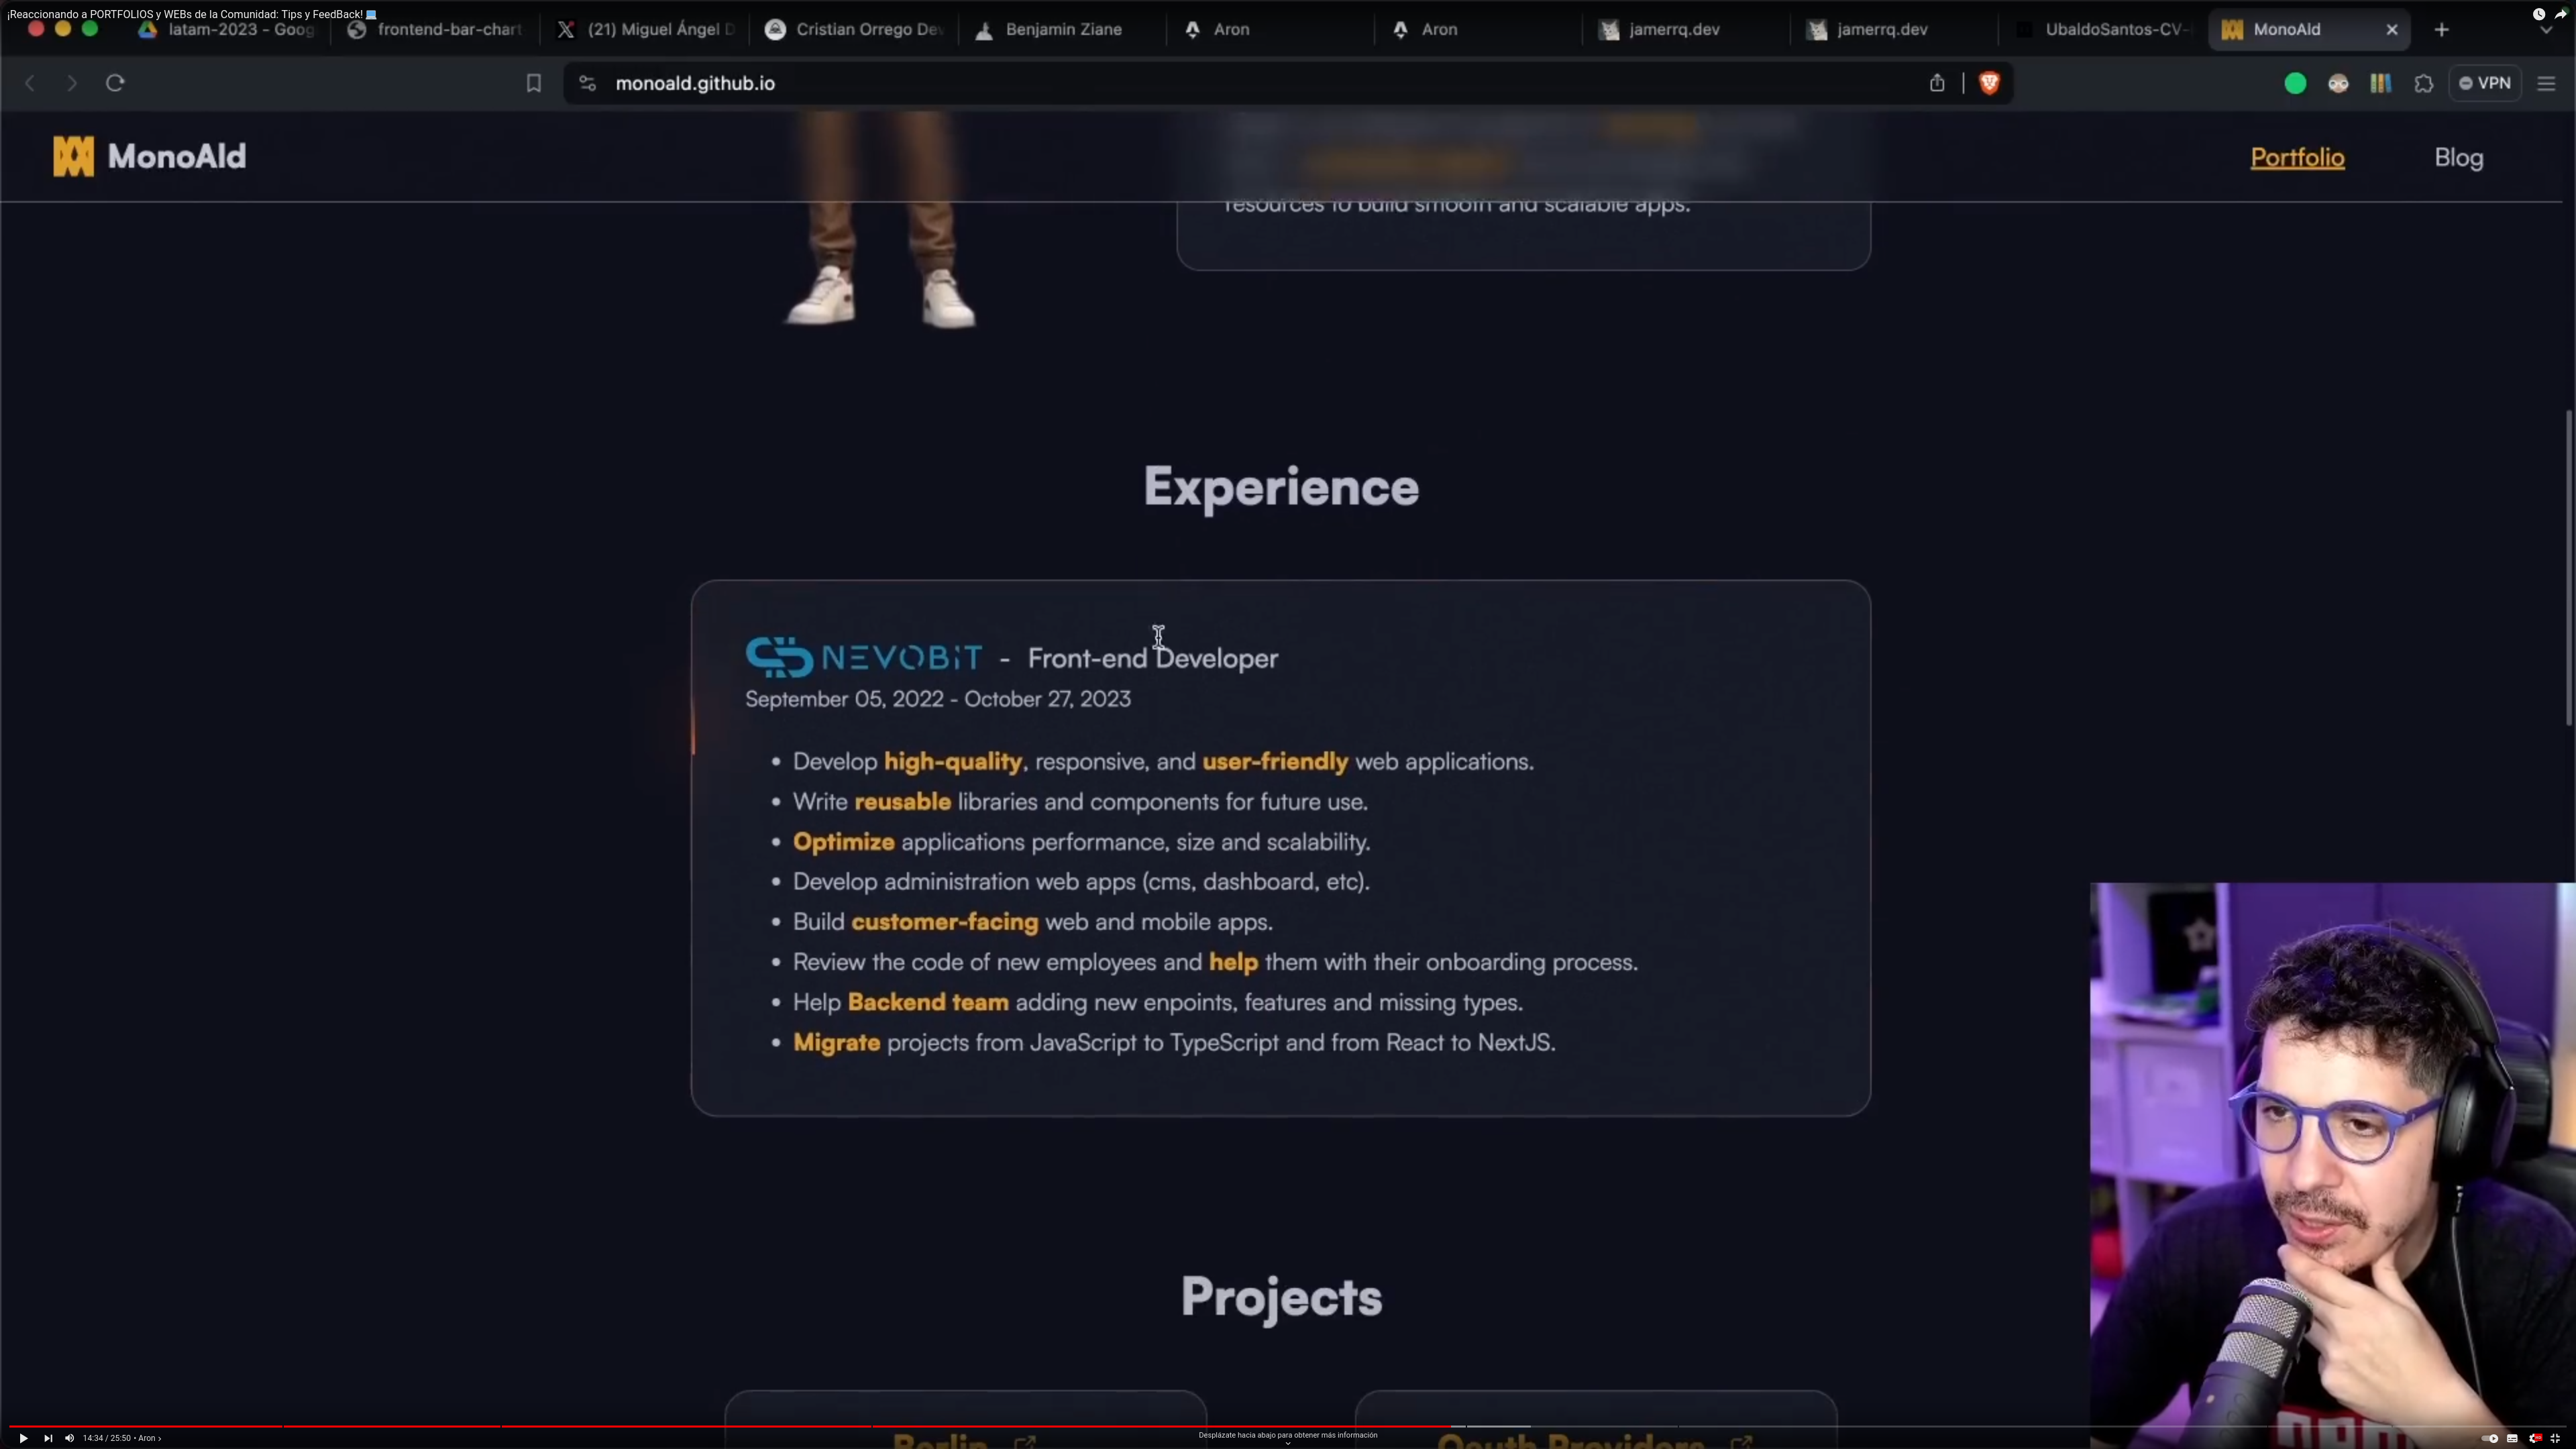 ¡Reaccionando a PORTFOLIOS y WEBs de la Comunidad: Tips y FeedBack!
latam-2023 - Goog
frontend-bar-chart
(21) Miguel Ángel D
Cristian Orrego Dev
Benjamin Ziane
Aron
Aron
jamerrq.dev
jamerrq.dev
UbaldoSantos-CV-
MonoAld
monoald.github.io
VPN
MonoAld
Portfolio
Blog
resources to build smooth and scalable apps.
Experience
NEVOBiT - Front-end Developer
September 05, 2022 - October 27, 2023
• Develop high-quality, responsive, and user-friendly web applications.
• Write reusable libraries and components for future use.
• Optimize applications performance, size and scalability.
• Develop administration web apps (cms, dashboard, etc).
• Build customer-facing web and mobile apps.
• Review the code of new employees and help them with their onboarding process.
• Help Backend team adding new enpoints, features and missing types.
• Migrate projects from JavaScript to TypeScript and from React to NextJS.
Projects
Berlin
Oauth Providers
14:34 / 25:50 • Aron ›
Desplázate hacia abajo para obtener más información